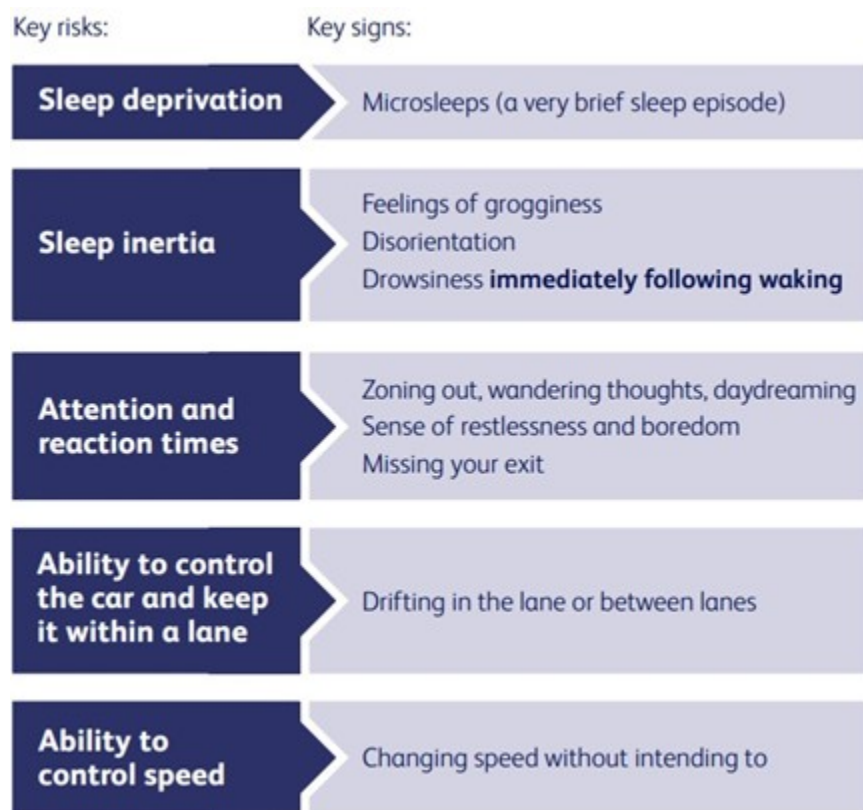 Key risks:
Key signs:
Sleep deprivation
Microsleeps (a very brief sleep episode)
Sleep inertia
Feelings of grogginess
Disorientation
Drowsiness immediately following waking
Attention and
reaction times
Zoning out, wandering thoughts, daydreaming
Sense of restlessness and boredom
Missing your exit
Ability to control
the car and keep
it within a lane
Drifting in the lane or between lanes
Ability to
control speed
Changing speed without intending to